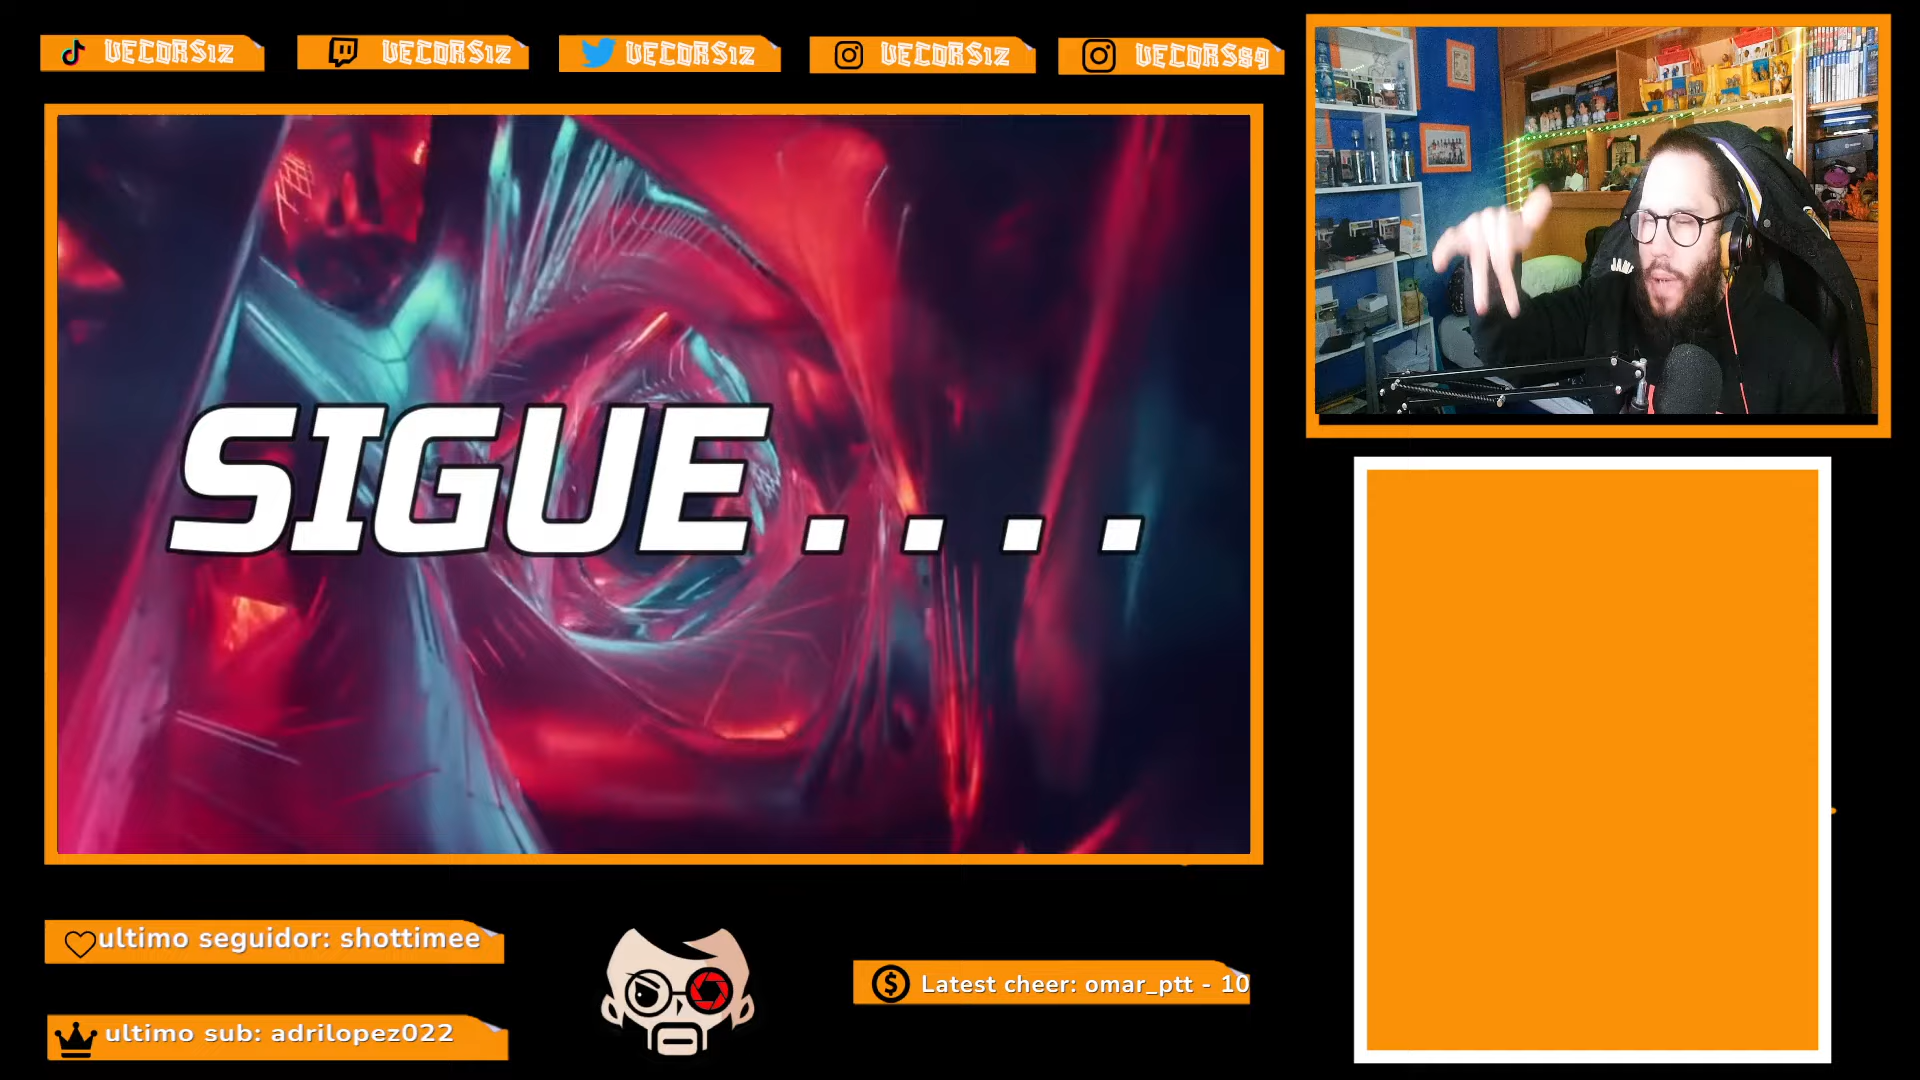 VECORS1Z
VECORS1Z
VECORS1Z
VECORS1Z
VECORS89
SIGUE....
ultimo seguidor: shottimee
Latest cheer: omar_ptt - 10
ultimo sub: adrilopez022